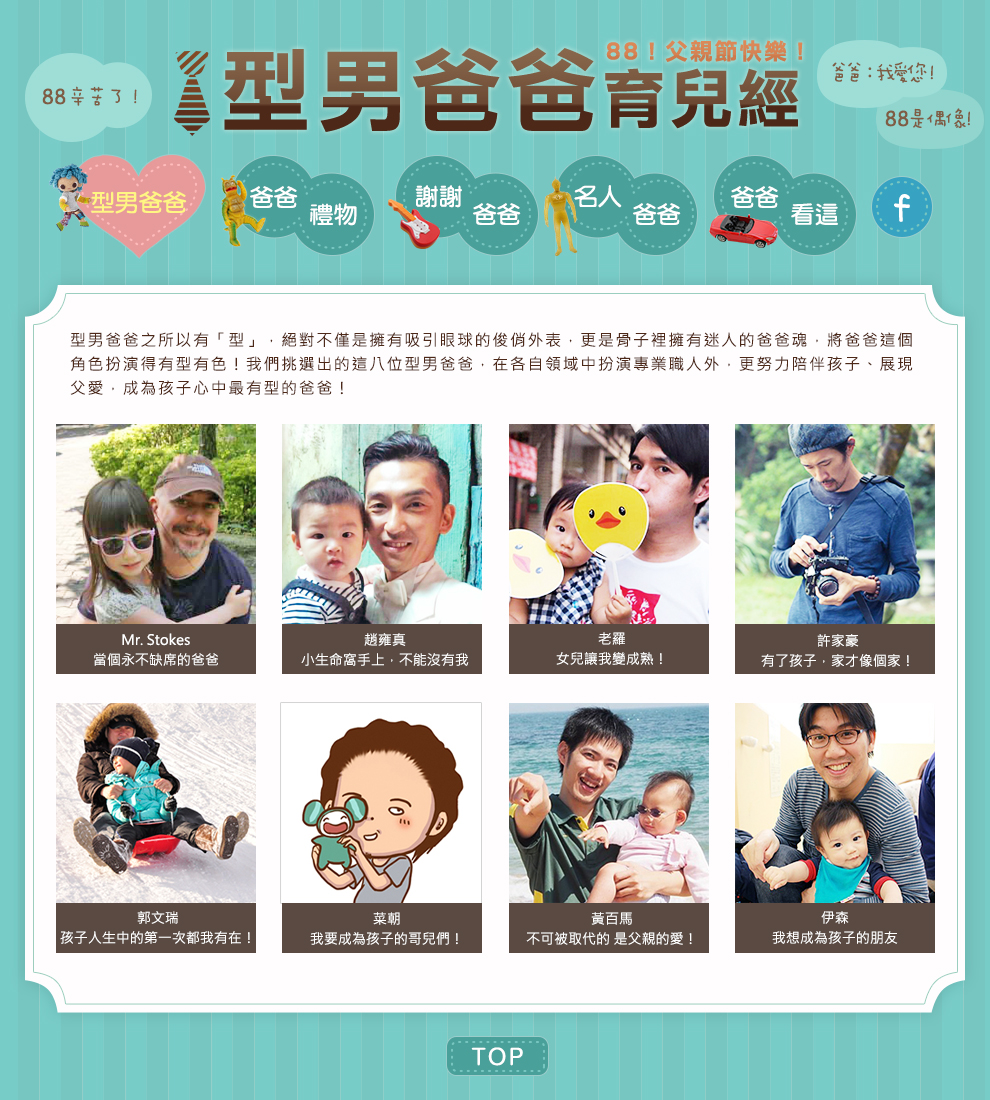 88！父親節快樂！
88辛苦了！
型男爸爸育兒經
爸爸：我愛您！
88是偶像!
型男爸爸
爸爸禮物
謝謝爸爸
名人爸爸
爸爸看這
f
型男爸爸之所以有「型」，絕對不僅是擁有吸引眼球的俊俏外表，更是骨子裡擁有迷人的爸爸魂，將爸爸這個
角色扮演得有型有色！我們挑選出的這八位型男爸爸，在各自領域中扮演專業職人外，更努力陪伴孩子、展現
父愛，成為孩子心中最有型的爸爸！
Mr. Stokes
當個永不缺席的爸爸
趙雍真
小生命窩手上，不能沒有我
老羅
女兒讓我變成熟！
許家豪
有了孩子，家才像個家！
郭文瑞
孩子人生中的第一次都我有在！
菜朝
我要成為孩子的哥兒們！
黃百馬
不可被取代的 是父親的愛！
伊森
我想成為孩子的朋友
TOP